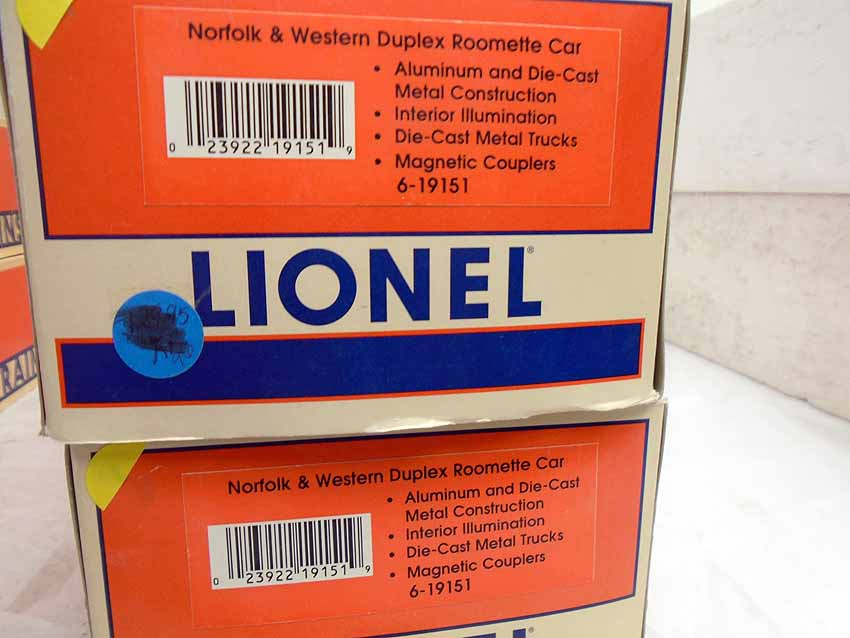 Norfolk & Western Duplex Roomette Car
• Aluminum and Die-Cast
Metal Construction
• Interior Illumination
• Die-Cast Metal Trucks
• Magnetic Couplers
6-19151
0 23922 19151 9
LIONEL®
Norfolk & Western Duplex Roomette Car
• Aluminum and Die-Cast
Metal Construction
• Interior Illumination
• Die-Cast Metal Trucks
• Magnetic Couplers
6-19151
0 23922 19151 9